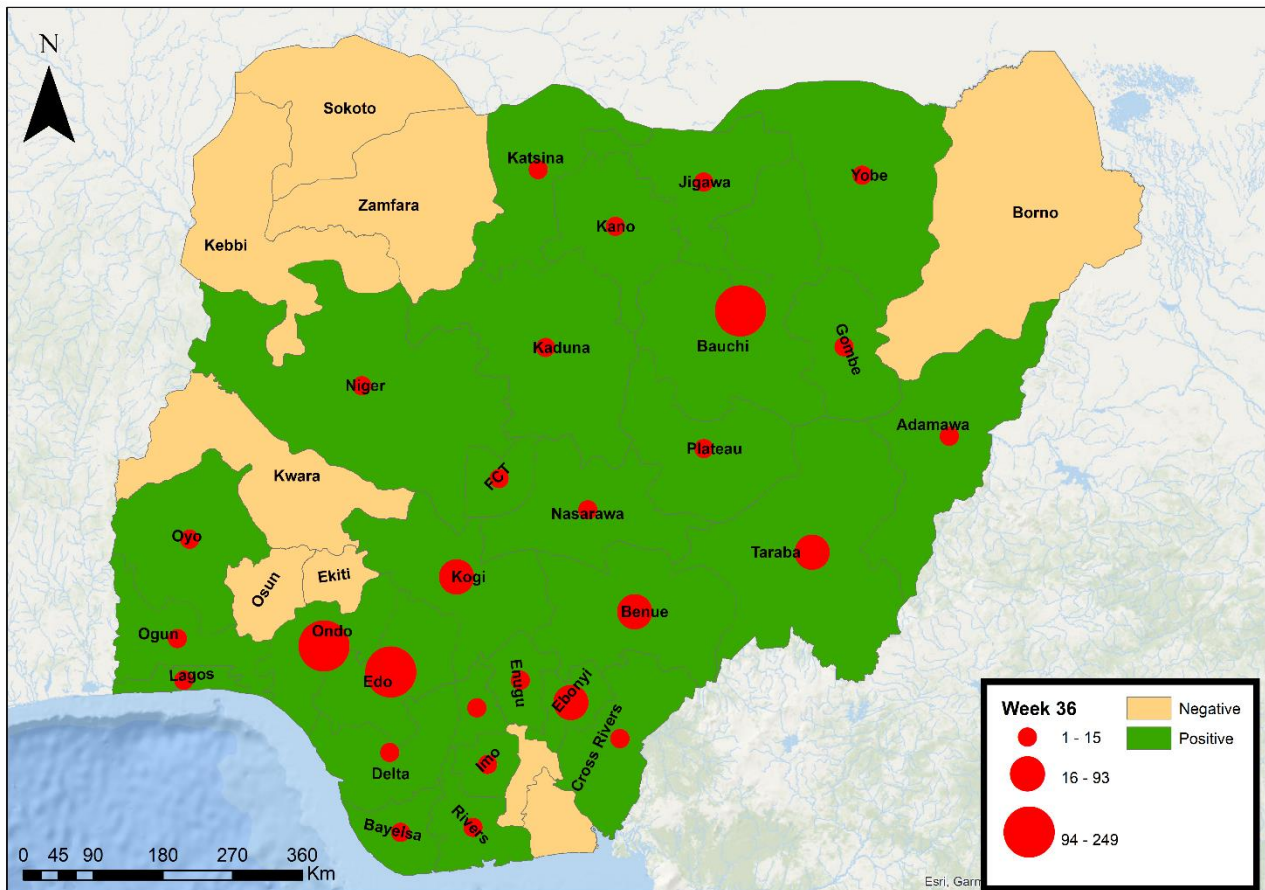 N
Sokoto
Katsina
Jigawa
Yobe
Zamfara
Borno
Kano
Kebbi
Gombe
Kaduna
Bauchi
Niger
Adamawa
Plateau
Kwara
FCT
Nasarawa
Oyo
Taraba
Ekiti
Kogi
Osun
Benue
Ondo
Ogun
Lagos
Edo
Enugu
Ebonyi
Cross Rivers
Delta
Imo
Bayelsa
Rivers
Week 36
1 - 15
16 - 93
94 - 249
Negative
Positive
0 45 90 180 270 360
Km
Esri, Garm